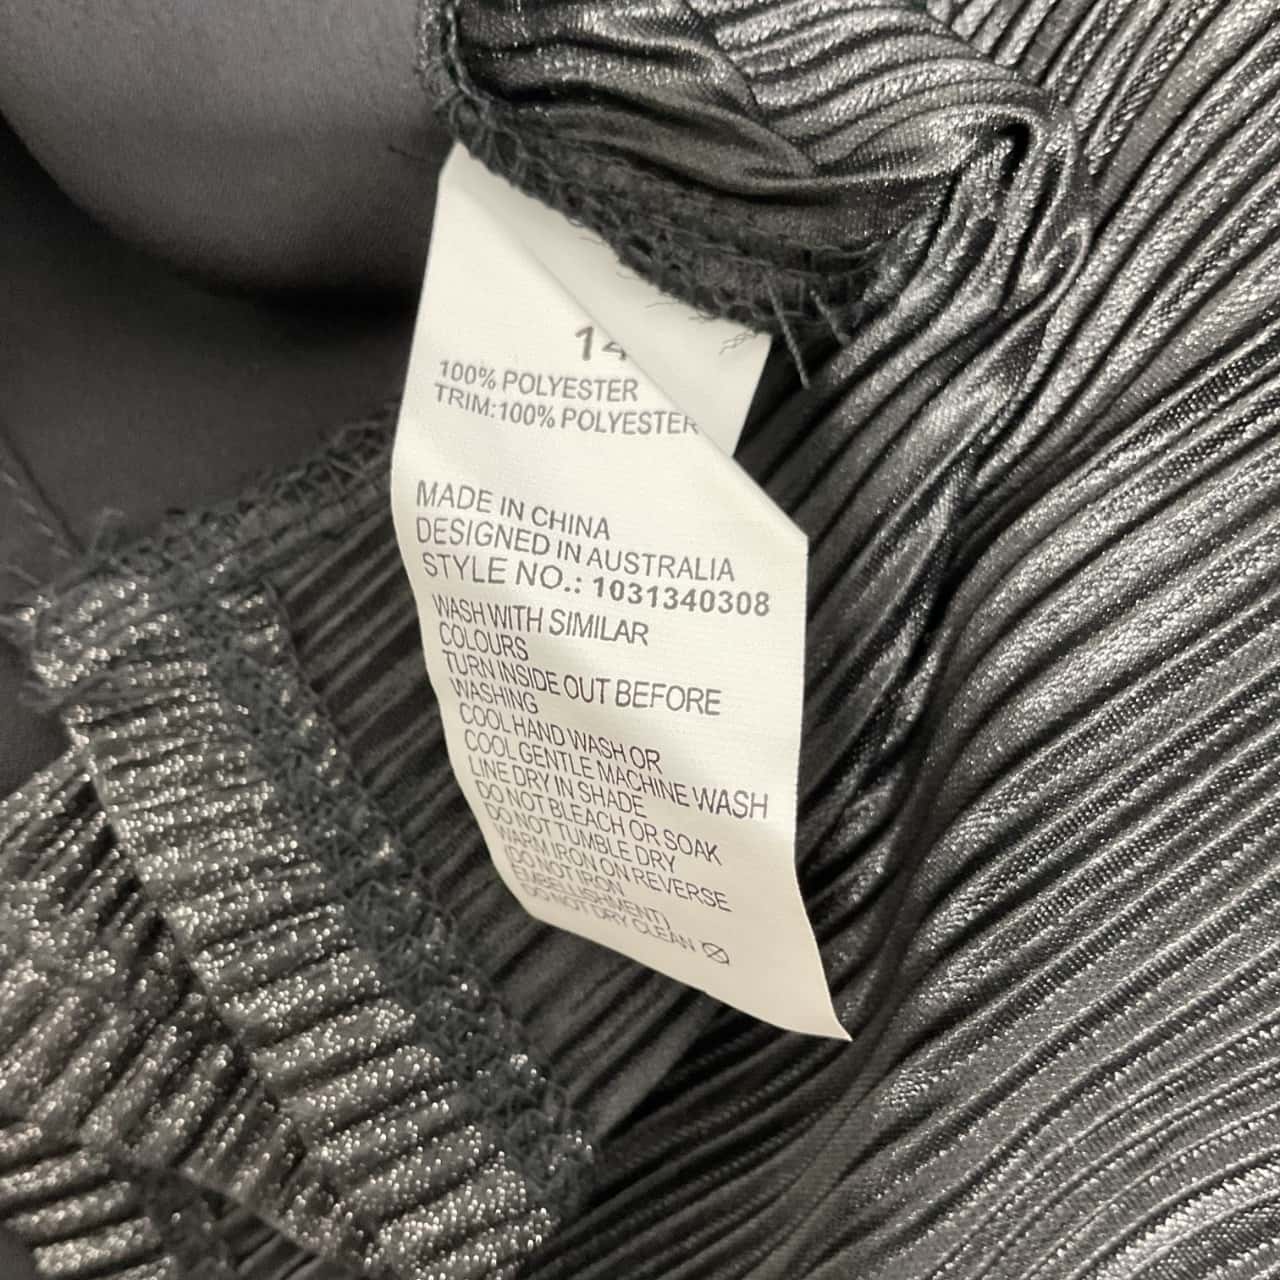 14
100% POLYESTER
TRIM:100% POLYESTER
MADE IN CHINA
DESIGNED IN AUSTRALIA
STYLE NO.: 1031340308
WASH WITH SIMILAR
COLOURS
TURN INSIDE OUT BEFORE
WASHING
COOL HAND WASH OR
COOL GENTLE MACHINE WASH
LINE DRY IN SHADE
DO NOT BLEACH OR SOAK
DO NOT TUMBLE DRY
WARM IRON ON REVERSE
(DO NOT IRON
EMBELLISHMENT)
DO NOT DRY CLEAN